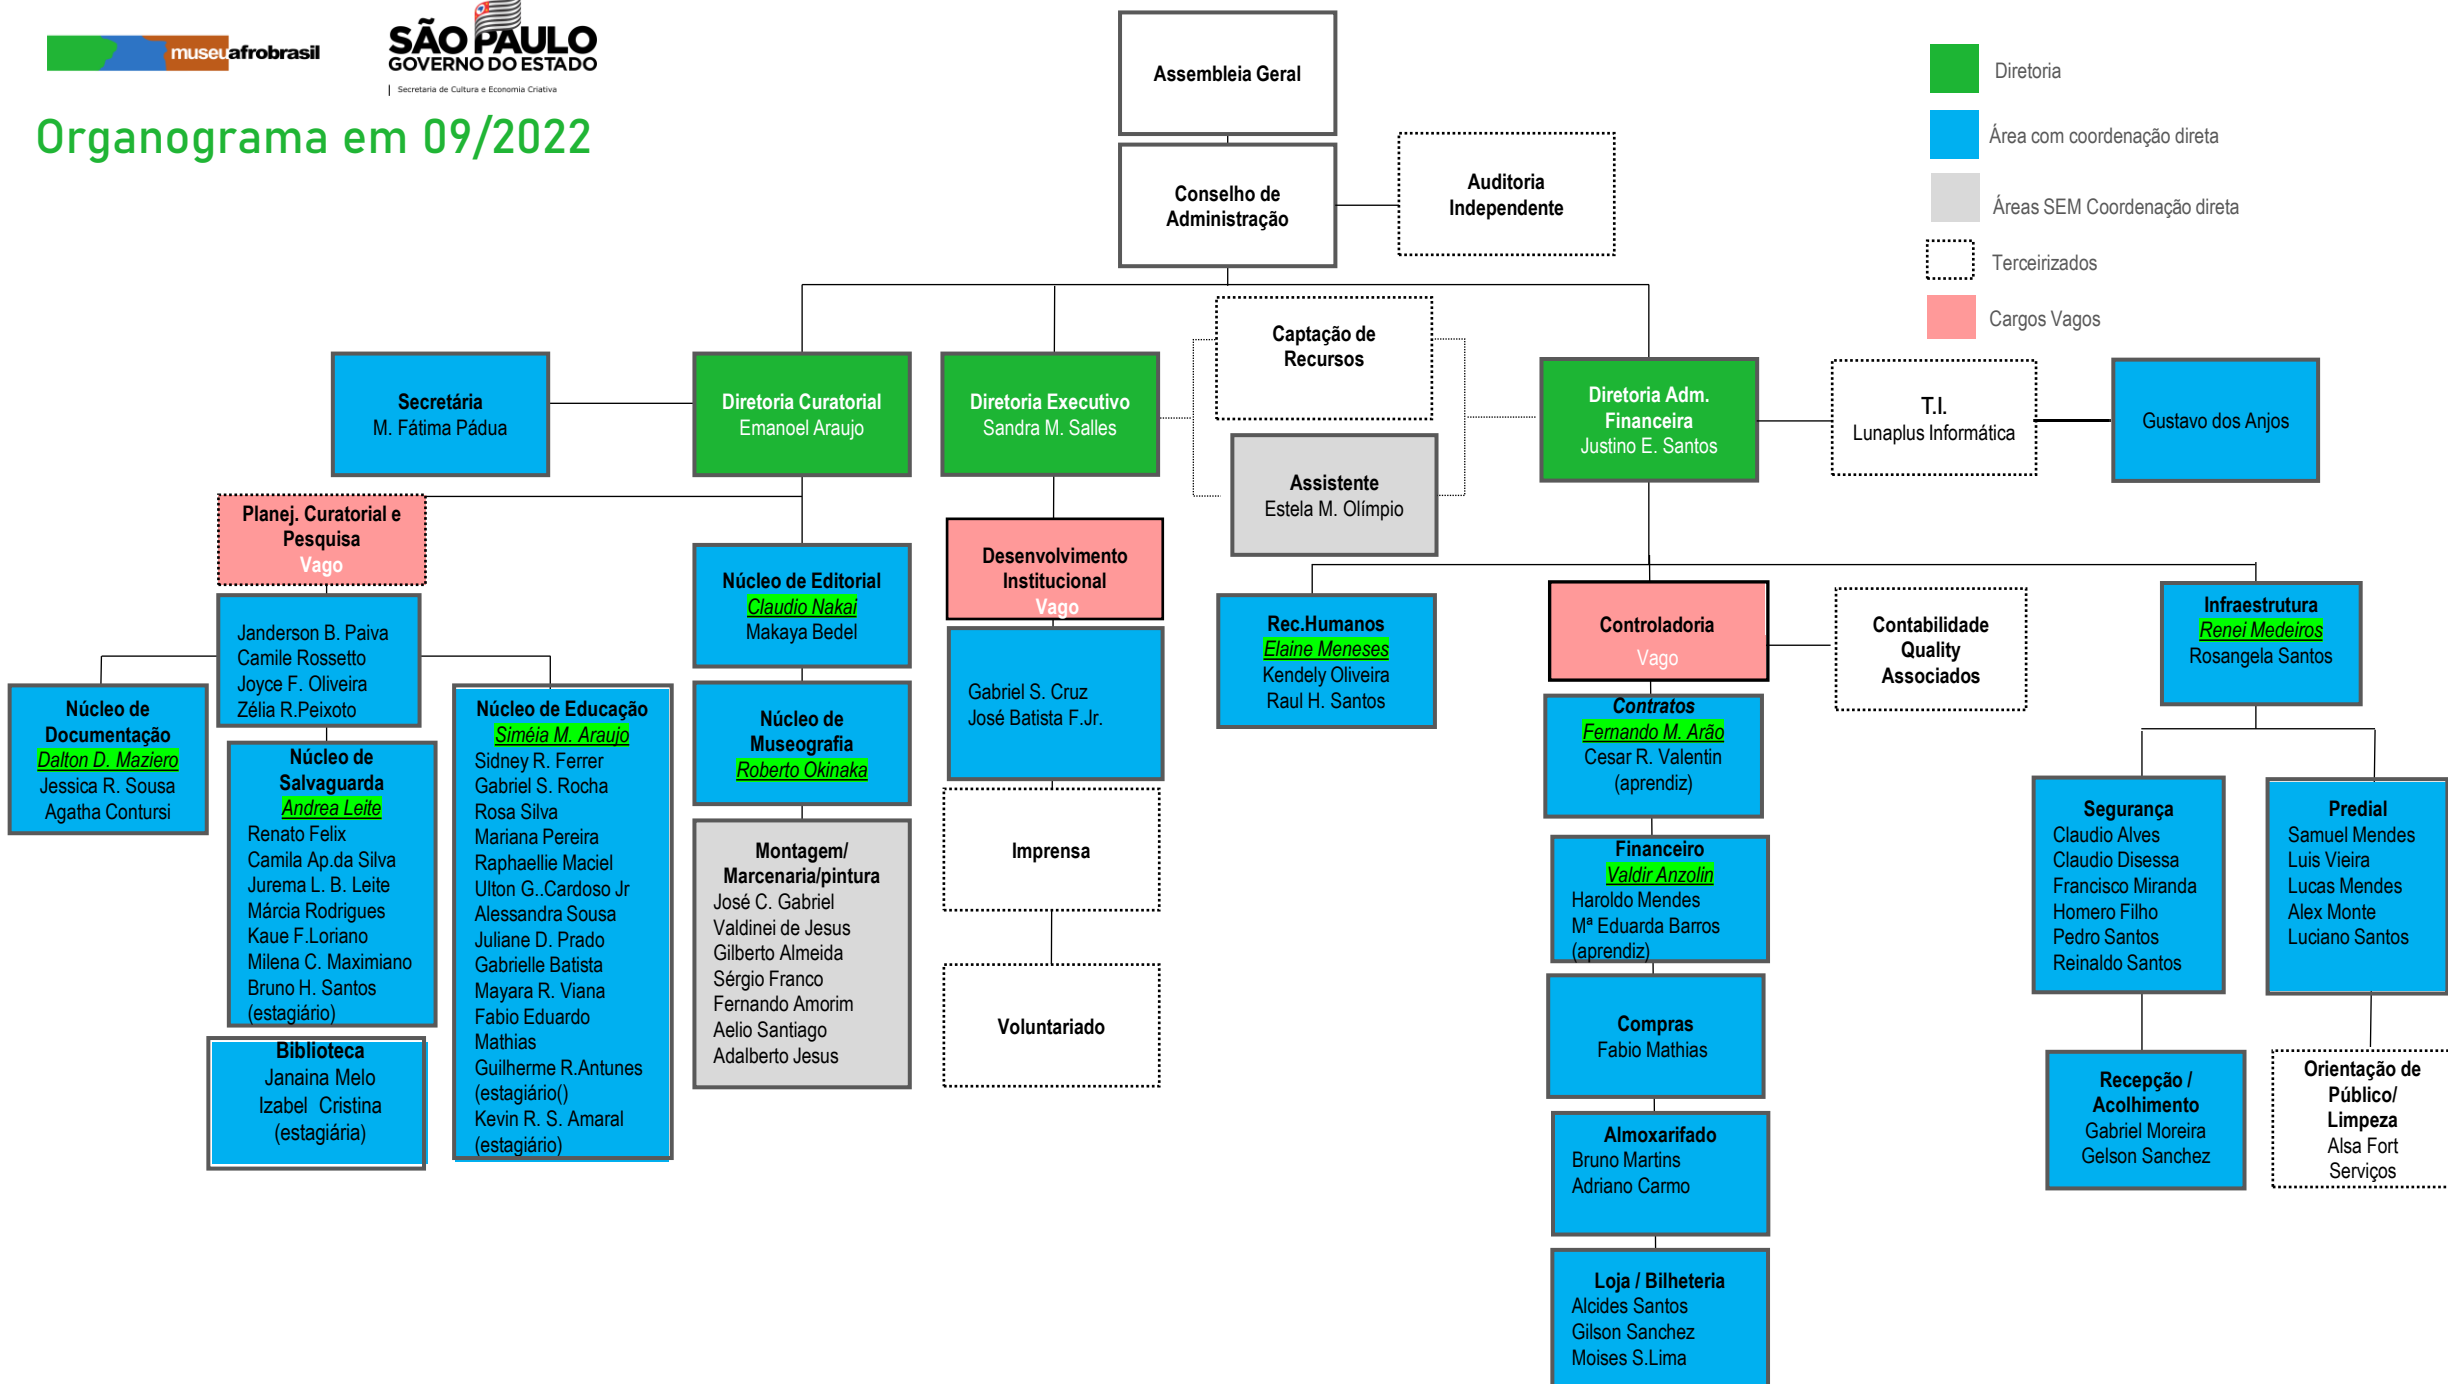 museuafrobrasil
SÃO PAULO
GOVERNO DO ESTADO
Secretaria de Cultura e Economia Criativa
Organograma em 09/2022
Assembleia Geral
Conselho de
Administração
Auditoria
Independente
Diretoria
Área com coordenação direta
Áreas SEM Coordenação direta
Terceirizados
Cargos Vagos
Secretária
M. Fátima Pádua
Diretoria Curatorial
Emanoel Araujo
Diretoria Executivo
Sandra M. Salles
Captação de
Recursos
Assistente
Estela M. Olímpio
Diretoria Adm.
Financeira
Justino E. Santos
T.I.
Lunaplus Informática
Gustavo dos Anjos
Planej. Curatorial e
Pesquisa
Vago
Janderson B. Paiva
Camile Rossetto
Joyce F. Oliveira
Zélia R.Peixoto
Núcleo de
Documentação
Dalton D. Maziero
Jessica R. Sousa
Agatha Contursi
Núcleo de
Salvaguarda
Andrea Leite
Renato Felix
Camila Ap.da Silva
Jurema L. B. Leite
Márcia Rodrigues
Kaue F.Loriano
Milena C. Maximiano
Bruno H. Santos
(estagiário)
Biblioteca
Janaina Melo
Izabel  Cristina
(estagiária)
Núcleo de Educação
Siméia M. Araujo
Sidney R. Ferrer
Gabriel S. Rocha
Rosa Silva
Mariana Pereira
Raphaellie Maciel
Ulton G..Cardoso Jr
Alessandra Sousa
Juliane D. Prado
Gabrielle Batista
Mayara R. Viana
Fabio Eduardo
Mathias
Guilherme R.Antunes
(estagiário()
Kevin R. S. Amaral
(estagiário)
Núcleo de Editorial
Claudio Nakai
Makaya Bedel
Núcleo de
Museografia
Roberto Okinaka
Montagem/
Marcenaria/pintura
José C. Gabriel
Valdinei de Jesus
Gilberto Almeida
Sérgio Franco
Fernando Amorim
Aelio Santiago
Adalberto Jesus
Desenvolvimento
Institucional
Vago
Gabriel S. Cruz
José Batista F.Jr.
Imprensa
Voluntariado
Rec.Humanos
Elaine Meneses
Kendely Oliveira
Raul H. Santos
Controladoria
Vago
Contabilidade
Quality
Associados
Contratos
Fernando M. Arão
Cesar R. Valentin
(aprendiz)
Financeiro
Valdir Anzolin
Haroldo Mendes
Mª Eduarda Barros
(aprendiz)
Compras
Fabio Mathias
Almoxarifado
Bruno Martins
Adriano Carmo
Loja / Bilheteria
Alcides Santos
Gilson Sanchez
Moises S.Lima
Infraestrutura
Renei Medeiros
Rosangela Santos
Segurança
Claudio Alves
Claudio Disessa
Francisco Miranda
Homero Filho
Pedro Santos
Reinaldo Santos
Recepção /
Acolhimento
Gabriel Moreira
Gelson Sanchez
Predial
Samuel Mendes
Luis Vieira
Lucas Mendes
Alex Monte
Luciano Santos
Orientação de
Público/
Limpeza
Alsa Fort
Serviços